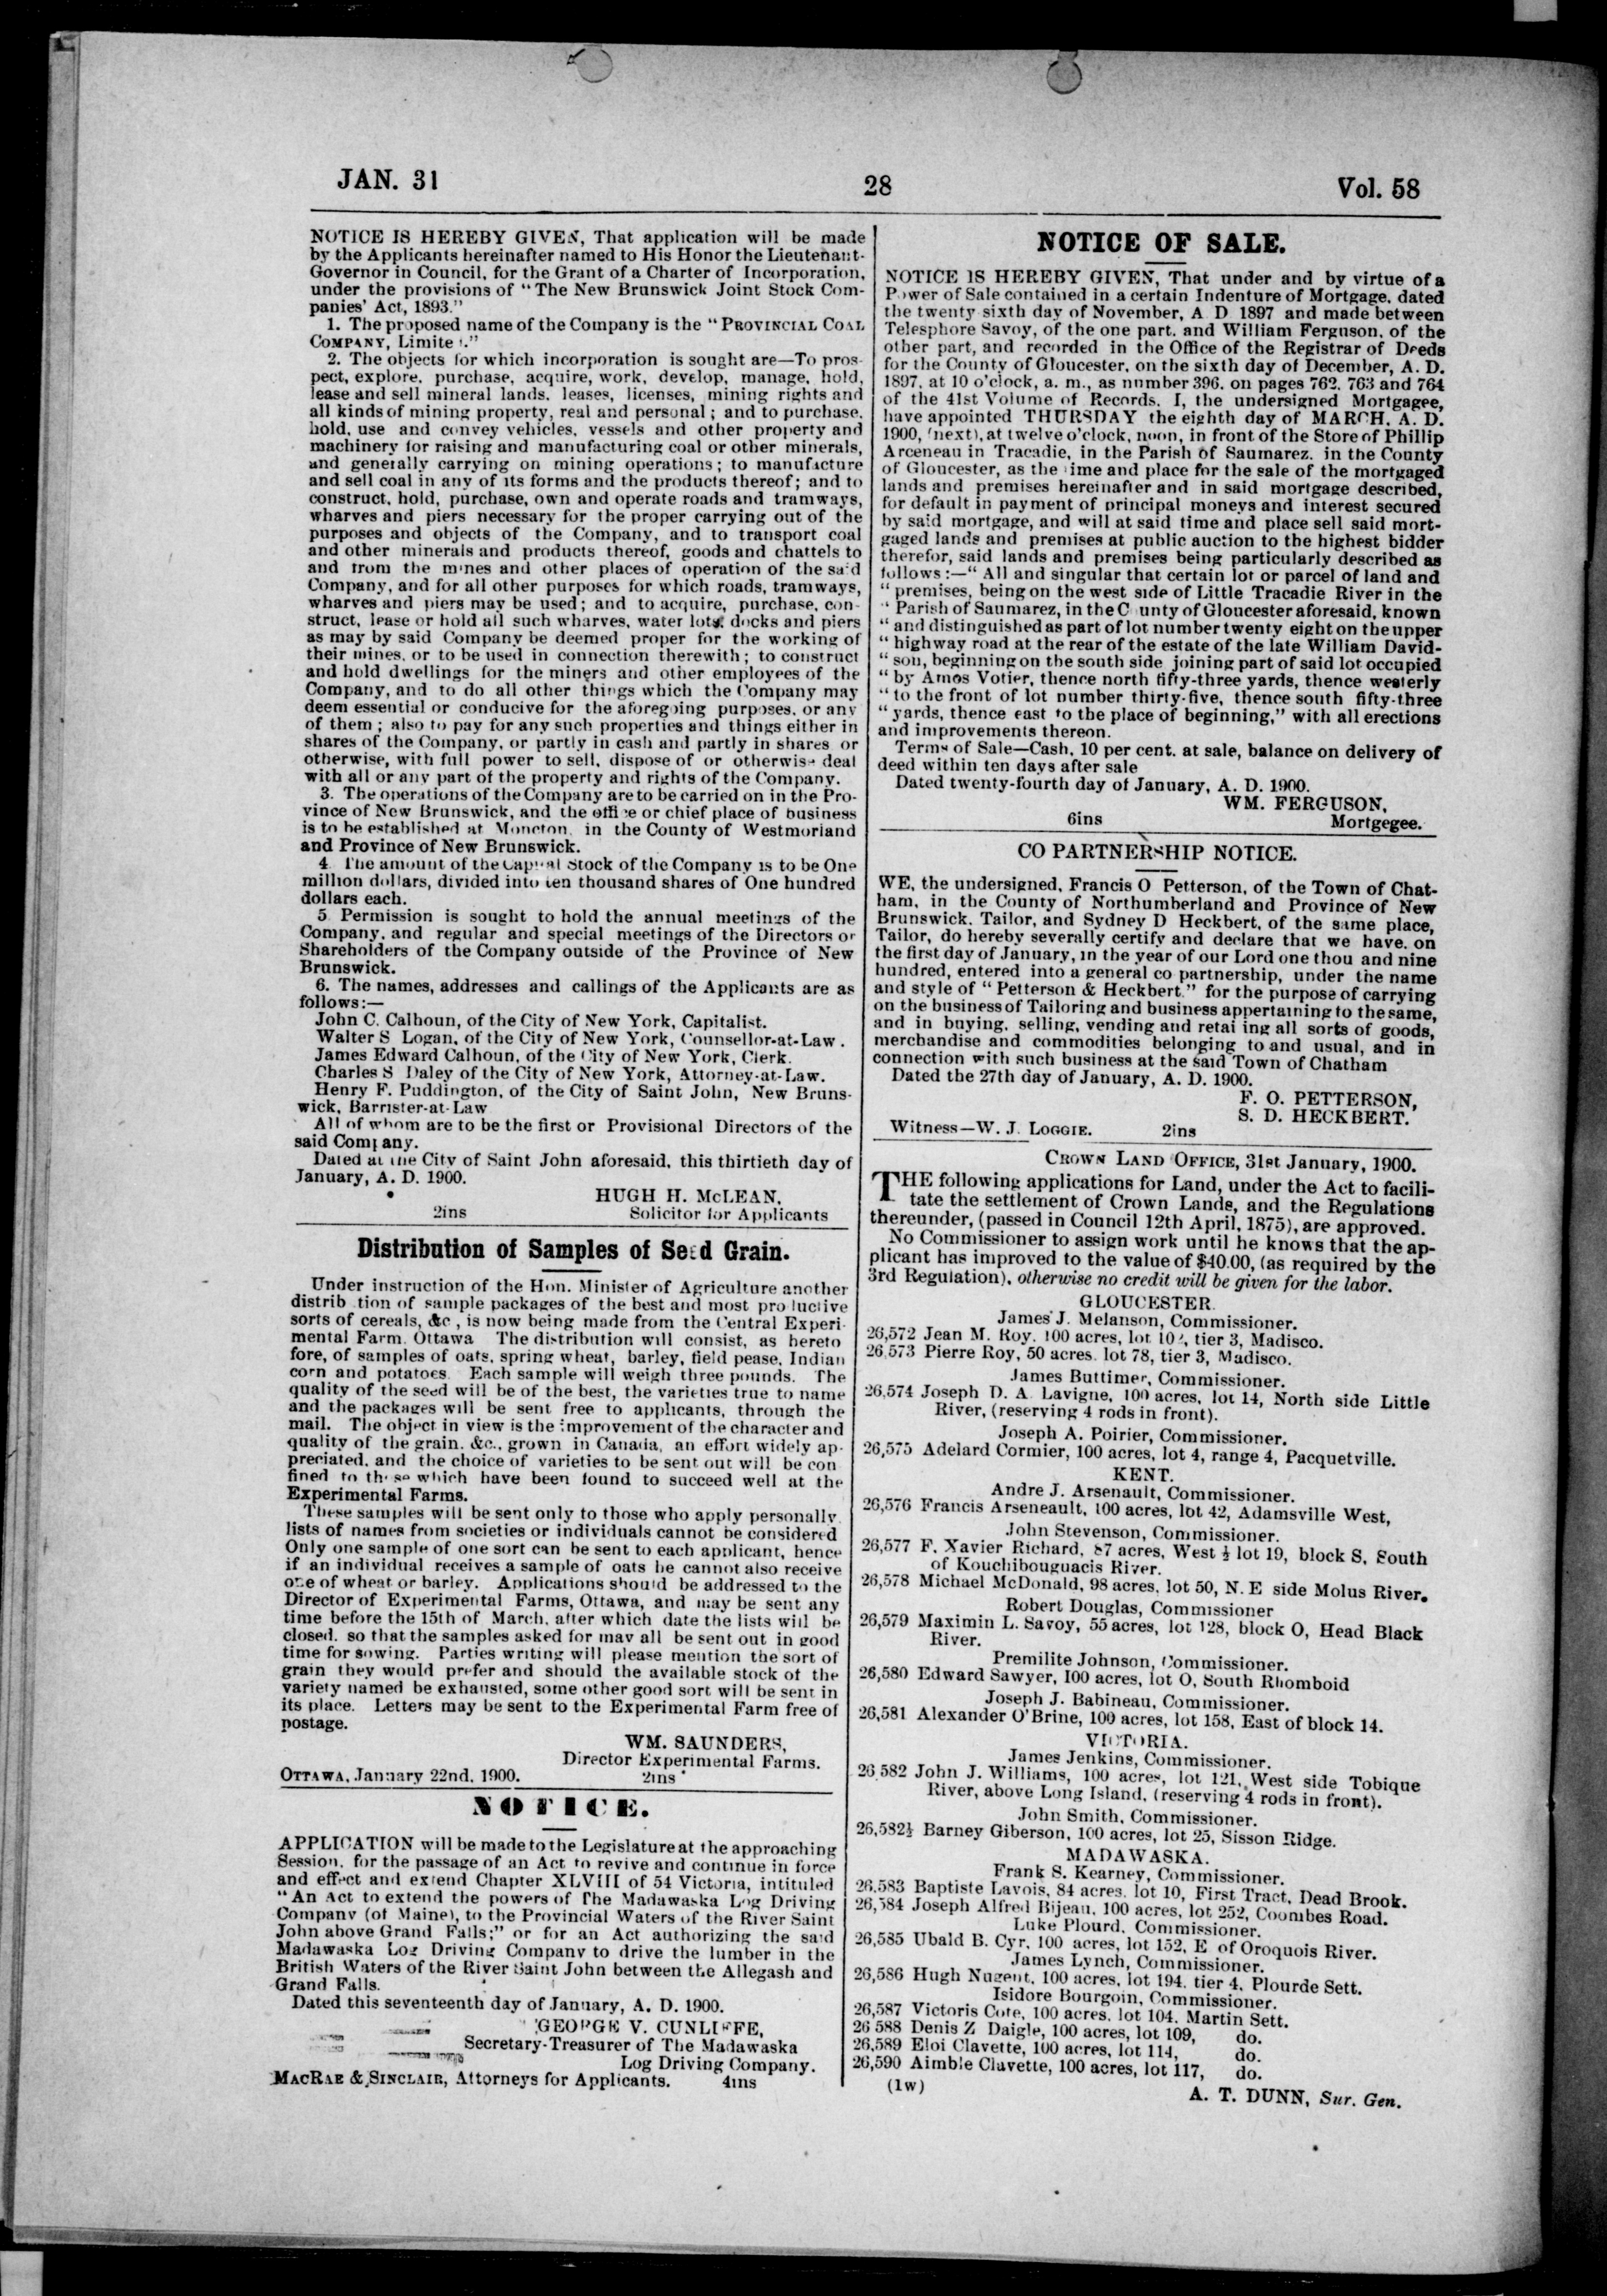 JAN. 31
28
Vol. 58
NOTICE IS HEREBY GIVEN, That application will be made
by the Applicants hereinafter named to His Honor the Lieutenant-
Governor in Council, for the Grant of a Charter of Incorporation,
under the provisions of "The New Brunswick Joint Stock Com-
panies' Act, 1893."
1. The proposed name of the Company is the "PROVINCIAL COAL
COMPANY, Limite ."
2. The objects for which incorporation is sought are—To pros-
pect, explore, purchase, acquire, work, develop, manage, hold,
lease and sell mineral lands, leases, licenses, mining rights and
all kinds of mining property, real and personal; and to purchase,
hold, use and convey vehicles, vessels and other property and
machinery for raising and manufacturing coal or other minerals,
and generally carrying on mining operations; to manufacture
and sell coal in any of its forms and the products thereof; and to
construct, hold, purchase, own and operate roads and tramways,
wharves and piers necessary for the proper carrying out of the
purposes and objects of the Company, and to transport coal
and other minerals and products thereof, goods and chattels to
and from the mines and other places of operation of the said
Company, and for all other purposes for which roads, tramways,
wharves and piers may be used; and to acquire, purchase, con-
struct, lease or hold all such wharves, water lots, docks and piers
as may by said Company be deemed proper for the working of
their mines, or to be used in connection therewith; to construct
and hold dwellings for the miners and other employees of the
Company, and to do all other things which the Company may
deem essential or conducive for the aforegoing purposes, or any
of them; also to pay for any such properties and things either in
shares of the Company, or partly in cash and partly in shares or
otherwise, with full power to sell, dispose of or otherwise deal
with all or any part of the property and rights of the Company.
3. The operations of the Company are to be carried on in the Pro-
vince of New Brunswick, and the office or chief place of business
is to be established at Moncton, in the County of Westmorland
and Province of New Brunswick.
4 The amount of the Capital Stock of the Company is to be One
million dollars, divided into ten thousand shares of One hundred
dollars each.
5 Permission is sought to hold the annual meetings of the
Company, and regular and special meetings of the Directors or
Shareholders of the Company outside of the Province of New
Brunswick.
6. The names, addresses and callings of the Applicants are as
follows:—
John C. Calhoun, of the City of New York, Capitalist.
Walter S Logan, of the City of New York, Counsellor-at-Law.
James Edward Calhoun, of the City of New York, Clerk.
Charles S Daley of the City of New York, Attorney-at-Law.
Henry F. Puddington, of the City of Saint John, New Bruns-
wick, Barrister-at-Law
All of whom are to be the first or Provisional Directors of the
said Company.
Dated at the City of Saint John aforesaid, this thirtieth day of
January, A. D. 1900.
HUGH H. McLEAN,
2ins Solicitor for Applicants
Distribution of Samples of Seed Grain.
Under instruction of the Hon. Minister of Agriculture another
distrib tion of sample packages of the best and most productive
sorts of cereals, &c , is now being made from the Central Experi-
mental Farm, Ottawa The distribution will consist, as hereto
fore, of samples of oats, spring wheat, barley, field pease, Indian
corn and potatoes. Each sample will weigh three pounds. The
quality of the seed will be of the best, the varieties true to name
and the packages will be sent free to applicants, through the
mail. The object in view is the improvement of the character and
quality of the grain, &c., grown in Canada, an effort widely ap-
preciated, and the choice of varieties to be sent out will be con
fined to those which have been found to succeed well at the
Experimental Farms.
These samples will be sent only to those who apply personally
lists of names from societies or individuals cannot be considered
Only one sample of one sort can be sent to each applicant, hence
if an individual receives a sample of oats he cannot also receive
one of wheat or barley. Applications should be addressed to the
Director of Experimental Farms, Ottawa, and may be sent any
time before the 15th of March, after which date the lists will be
closed, so that the samples asked for may all be sent out in good
time for sowing. Parties writing will please mention the sort of
grain they would prefer and should the available stock of the
variety named be exhausted, some other good sort will be sent in
its place. Letters may be sent to the Experimental Farm free of
postage.
WM. SAUNDERS,
Director Experimental Farms.
OTTAWA, January 22nd, 1900. 2ins
NOTICE.
APPLICATION will be made to the Legislature at the approaching
Session, for the passage of an Act to revive and continue in force
and effect and extend Chapter XLVIII of 54 Victoria, intituled
"An Act to extend the powers of The Madawaska Log Driving
Company (of Maine), to the Provincial Waters of the River Saint
John above Grand Falls;" or for an Act authorizing the said
Madawaska Log Driving Company to drive the lumber in the
British Waters of the River Saint John between the Allegash and
Grand Falls.
Dated this seventeenth day of January, A. D. 1900.
GEORGE V. CUNLIFFE,
Secretary-Treasurer of The Madawaska
Log Driving Company.
MACRAE & SINCLAIR, Attorneys for Applicants. 4ins
NOTICE OF SALE.
NOTICE IS HEREBY GIVEN, That under and by virtue of a
Power of Sale contained in a certain Indenture of Mortgage, dated
the twenty sixth day of November, A D 1897 and made between
Telesphore Savoy, of the one part, and William Ferguson, of the
other part, and recorded in the Office of the Registrar of Deeds
for the County of Gloucester, on the sixth day of December, A. D.
1897, at 10 o'clock, a. m., as number 396, on pages 762, 763 and 764
of the 41st Volume of Records, I, the undersigned Mortgagee,
have appointed THURSDAY the eighth day of MARCH, A. D.
1900, (next), at twelve o'clock, noon, in front of the Store of Phillip
Arceneau in Tracadie, in the Parish of Saumarez, in the County
of Gloucester, as the time and place for the sale of the mortgaged
lands and premises hereinafter and in said mortgage described,
for default in payment of principal moneys and interest secured
by said mortgage, and will at said time and place sell said mort-
gaged lands and premises at public auction to the highest bidder
therefor, said lands and premises being particularly described as
follows:—"All and singular that certain lot or parcel of land and
"premises, being on the west side of Little Tracadie River in the
"Parish of Saumarez, in the C unty of Gloucester aforesaid, known
"and distinguished as part of lot number twenty eight on the upper
"highway road at the rear of the estate of the late William David-
"son, beginning on the south side joining part of said lot occupied
"by Amos Votier, thence north fifty-three yards, thence westerly
"to the front of lot number thirty-five, thence south fifty-three
"yards, thence east to the place of beginning," with all erections
and improvements thereon.
Terms of Sale—Cash, 10 per cent. at sale, balance on delivery of
deed within ten days after sale
Dated twenty-fourth day of January, A. D. 1900.
WM. FERGUSON,
6ins Mortgegee.
CO PARTNERSHIP NOTICE.
WE, the undersigned, Francis O Petterson, of the Town of Chat-
ham, in the County of Northumberland and Province of New
Brunswick, Tailor, and Sydney D Heckbert, of the same place,
Tailor, do hereby severally certify and declare that we have, on
the first day of January, in the year of our Lord one thou and nine
hundred, entered into a general co partnership, under the name
and style of "Petterson & Heckbert," for the purpose of carrying
on the business of Tailoring and business appertaining to the same,
and in buying, selling, vending and retai ing all sorts of goods,
merchandise and commodities belonging to and usual, and in
connection with such business at the said Town of Chatham
Dated the 27th day of January, A. D. 1900.
F. O. PETTERSON,
S. D. HECKBERT.
Witness—W. J. LOGGIE. 2ins
CROWN LAND OFFICE, 31st January, 1900.
THE following applications for Land, under the Act to facili-
tate the settlement of Crown Lands, and the Regulations
thereunder, (passed in Council 12th April, 1875), are approved.
No Commissioner to assign work until he knows that the ap-
plicant has improved to the value of $40.00, (as required by the
3rd Regulation), otherwise no credit will be given for the labor.
GLOUCESTER.
James J. Melanson, Commissioner.
26,572 Jean M. Roy, 100 acres, lot 10 , tier 3, Madisco.
26,573 Pierre Roy, 50 acres, lot 78, tier 3, Madisco.
James Buttimer, Commissioner.
26,574 Joseph D. A. Lavigne, 100 acres, lot 14, North side Little
River, (reserving 4 rods in front).
Joseph A. Poirier, Commissioner.
26,575 Adelard Cormier, 100 acres, lot 4, range 4, Pacquetville.
KENT.
Andre J. Arsenault, Commissioner.
26,576 Francis Arseneault, 100 acres, lot 42, Adamsville West,
John Stevenson, Commissioner.
26,577 F. Xavier Richard, 87 acres, West ½ lot 19, block S, South
of Kouchibouguacis River.
26,578 Michael McDonald, 98 acres, lot 50, N. E side Molus River.
Robert Douglas, Commissioner
26,579 Maximin L. Savoy, 55 acres, lot 128, block O, Head Black
River.
Premilite Johnson, Commissioner.
26,580 Edward Sawyer, 100 acres, lot O, South Rhomboid
Joseph J. Babineau, Commissioner.
26,581 Alexander O'Brine, 100 acres, lot 158, East of block 14.
VICTORIA.
James Jenkins, Commissioner.
26,582 John J. Williams, 100 acres, lot 121, West side Tobique
River, above Long Island, (reserving 4 rods in front).
John Smith, Commissioner.
26,582½ Barney Giberson, 100 acres, lot 25, Sisson Ridge.
MADAWASKA.
Frank S. Kearney, Commissioner.
26,583 Baptiste Lavois, 84 acres, lot 10, First Tract, Dead Brook.
26,584 Joseph Alfred Bijeau, 100 acres, lot 252, Coombes Road.
Luke Plourd, Commissioner.
26,585 Ubald B. Cyr, 100 acres, lot 152, E of Oroquois River.
James Lynch, Commissioner.
26,586 Hugh Nugent, 100 acres, lot 194, tier 4, Plourde Sett.
Isidore Bourgoin, Commissioner.
26,587 Victoris Cote, 100 acres, lot 104, Martin Sett.
26 588 Denis Z Daigle, 100 acres, lot 109, do.
26,589 Eloi Clavette, 100 acres, lot 114, do.
26,590 Aimble Clavette, 100 acres, lot 117, do.
(1w)
A. T. DUNN, Sur. Gen.